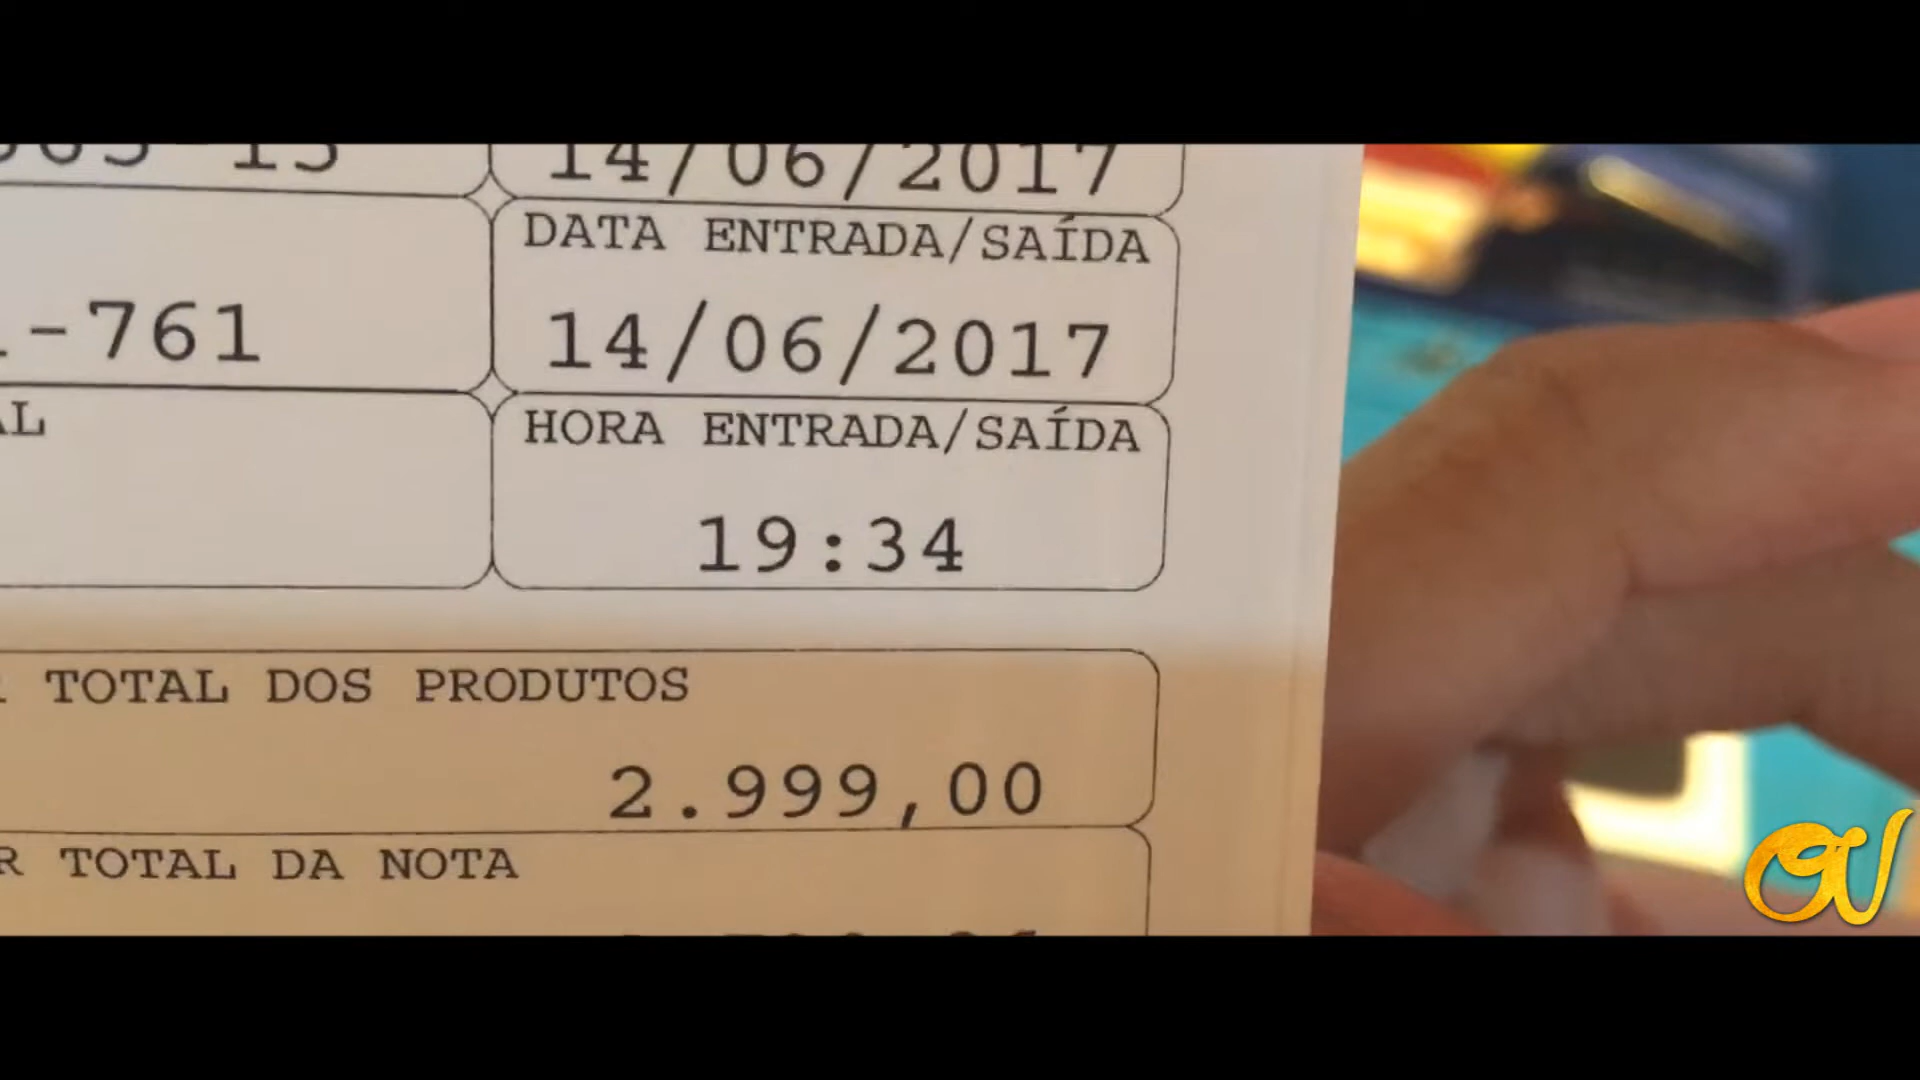 14/06/2017
DATA ENTRADA/SAÍDA
-761
14/06/2017
AL
HORA ENTRADA/SAÍDA
19:34
TOTAL DOS PRODUTOS
2.999,00
R TOTAL DA NOTA